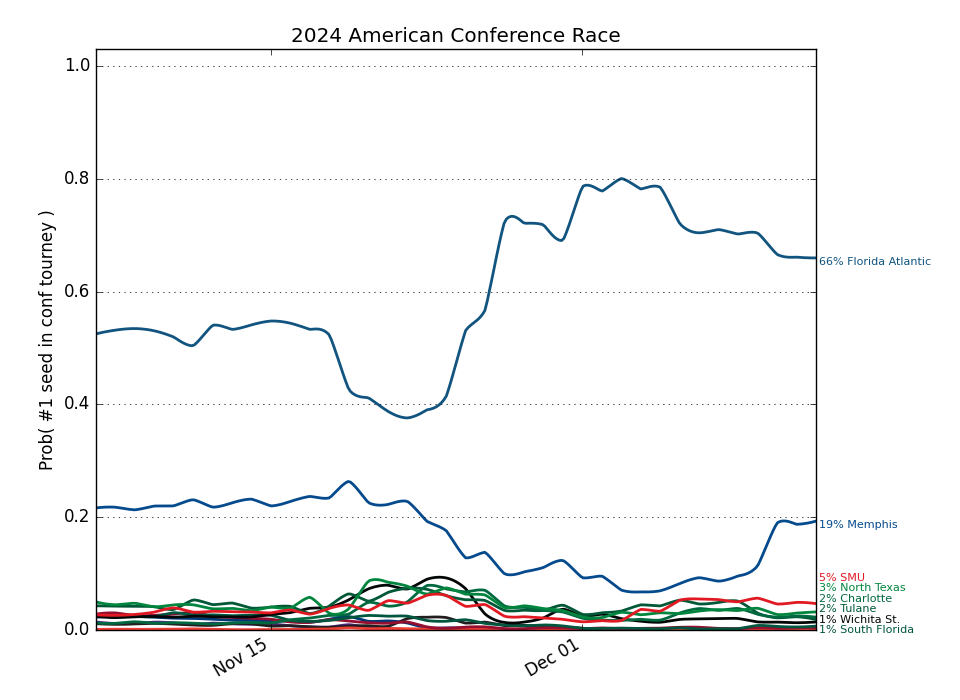 2024 American Conference Race
Prob( #1 seed in conf tourney )
1.0
0.8
0.6
0.4
0.2
0.0
Nov 15
Dec 01
66% Florida Atlantic
19% Memphis
5% SMU
3% North Texas
2% Charlotte
2% Tulane
1% Wichita St.
1% South Florida